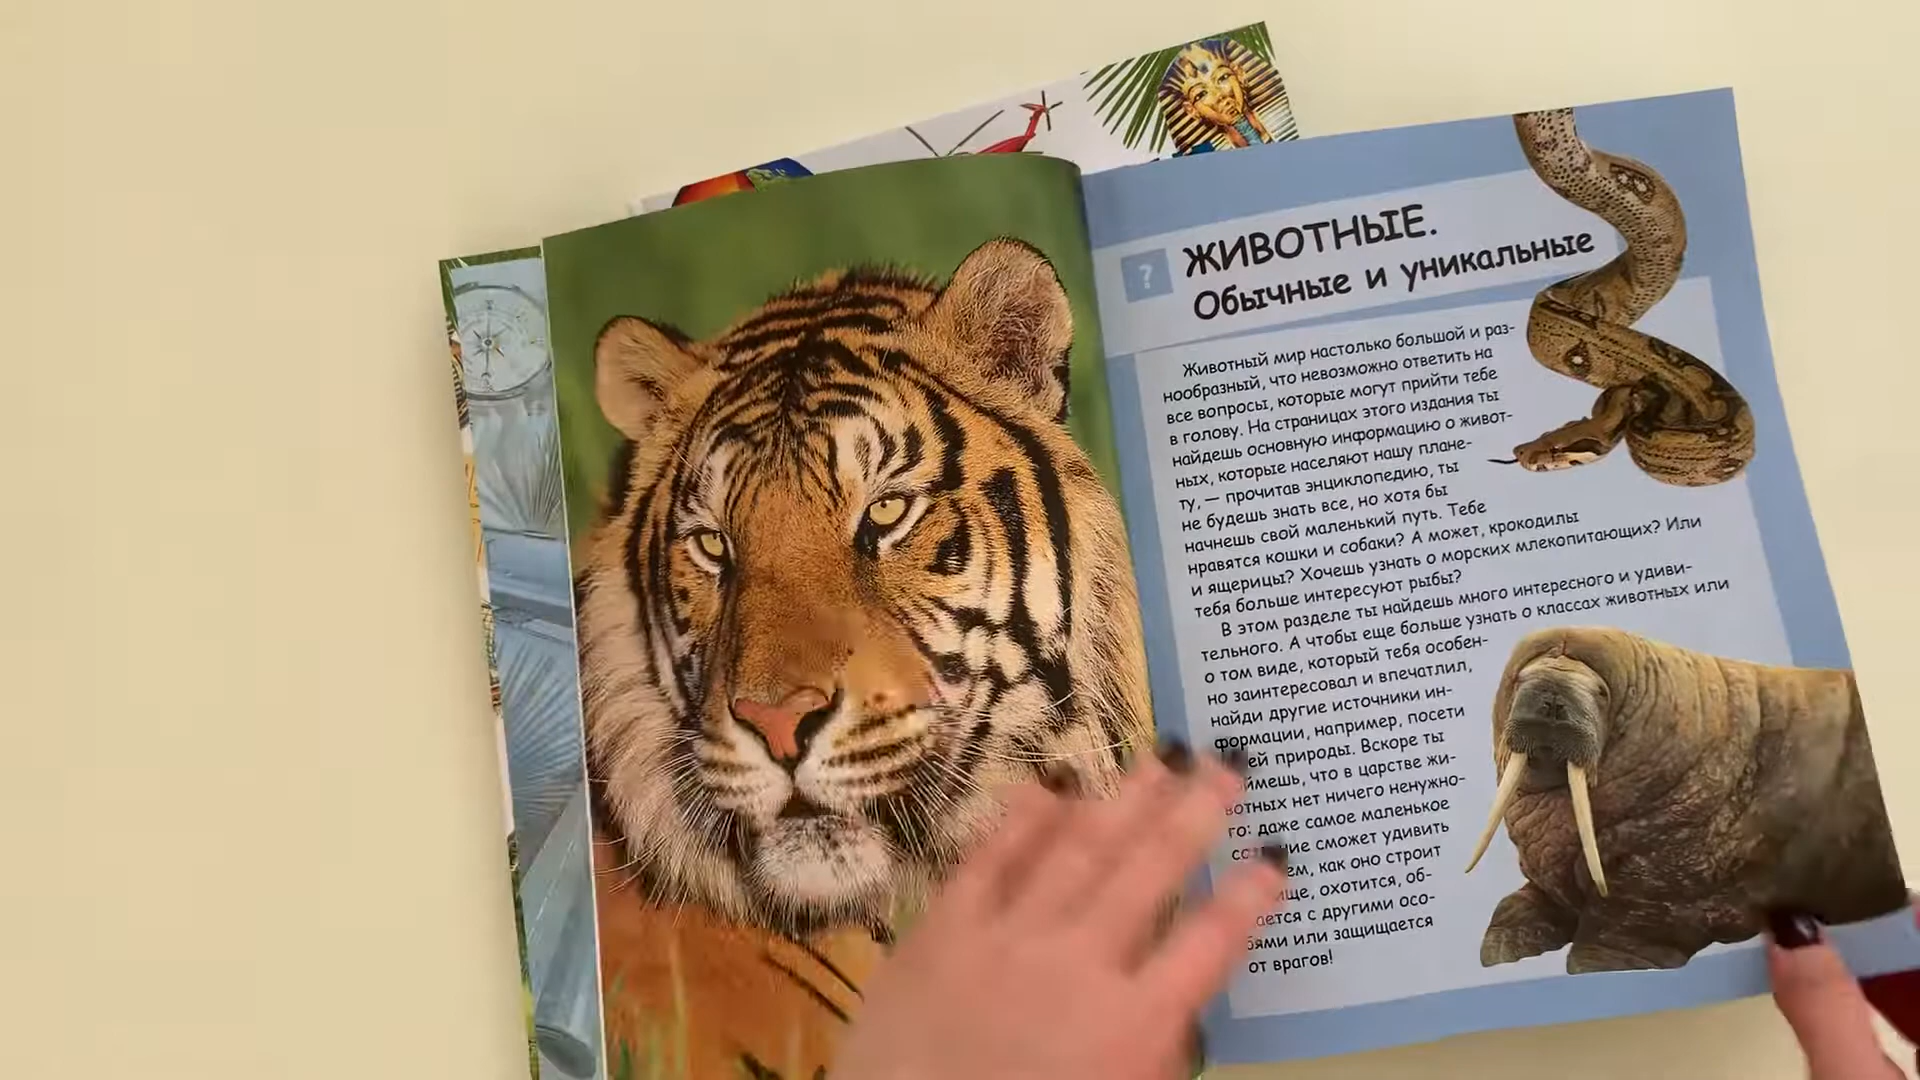 ?
ЖИВОТНЫЕ.
Обычные и уникальные
Животный мир настолько большой и раз-
нообразный, что невозможно ответить на
все вопросы, которые могут прийти тебе
в голову. На страницах этого издания ты
найдешь основную информацию о живот-
ных, которые населяют нашу плане-
ту, — прочитав энциклопедию, ты
не будешь знать все, но хотя бы
начнешь свой маленький путь. Тебе
нравятся кошки и собаки? А может, крокодилы
и ящерицы? Хочешь узнать о морских млекопитающих? Или
тебя больше интересуют рыбы?
В этом разделе ты найдешь много интересного и удиви-
тельного. А чтобы еще больше узнать о классах животных или
о том виде, который тебя особен-
но заинтересовал и впечатлил,
найди другие источники ин-
формации, например, посети
природы. Вскоре ты
что в царстве жи-
вотных нет ничего ненужно-
го: даже самое маленькое
сможет удивить
как оно строит
охотится, об-
с другими осо-
бями или защищается
от врагов!